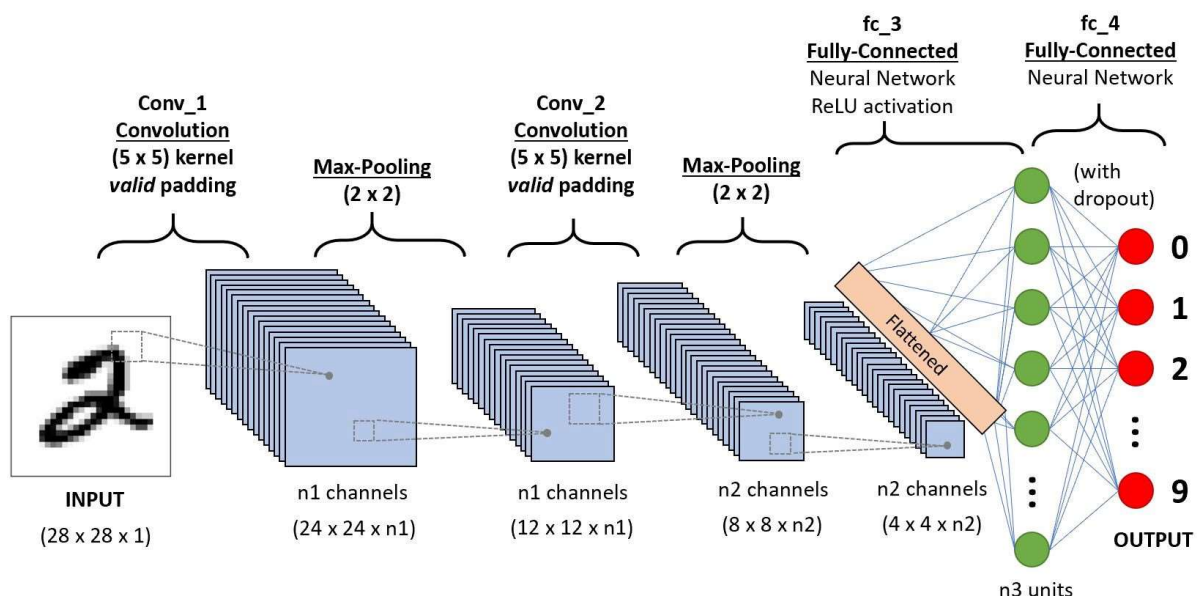 Conv_1
Convolution
(5 x 5) kernel
valid padding
Max-Pooling
(2 x 2)
Conv_2
Convolution
(5 x 5) kernel
valid padding
Max-Pooling
(2 x 2)
fc_3
Fully-Connected
Neural Network
ReLU activation
fc_4
Fully-Connected
Neural Network
(with
dropout)
Flattened
0
1
2
9
OUTPUT
2
INPUT
(28 x 28 x 1)
n1 channels
(24 x 24 x n1)
n1 channels
(12 x 12 x n1)
n2 channels
(8 x 8 x n2)
n2 channels
(4 x 4 x n2)
n3 units